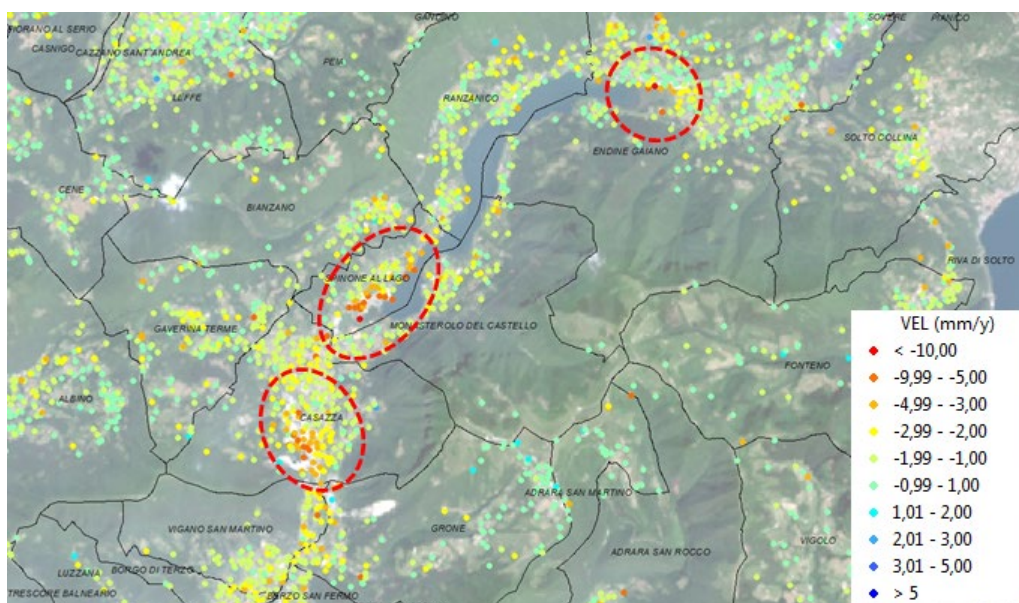 GANDINO
SOVERE
PIANICO
FIORANO AL SERIO
CASNIGO
CAZZANO SANT'ANDREA
PEIA
LEFFE
RANZANICO
SOLTO COLLINA
ENDINE GAIANO
CENE
BIANZANO
RIVA DI SOLTO
SPINONE AL LAGO
GAVERINA TERME
MONASTEROLO DEL CASTELLO
FONTENO
ALBINO
CASAZZA
ADRARA SAN MARTINO
VIGANO SAN MARTINO
GRONE
VIGOLO
ADRARA SAN ROCCO
LUZZANA
BORGO DI TERZO
TRESCORE BALNEARIO
BERZO SAN FERMO
VEL (mm/y)
< -10,00
-9,99 - -5,00
-4,99 - -3,00
-2,99 - -2,00
-1,99 - -1,00
-0,99 - 1,00
1,01 - 2,00
2,01 - 3,00
3,01 - 5,00
> 5